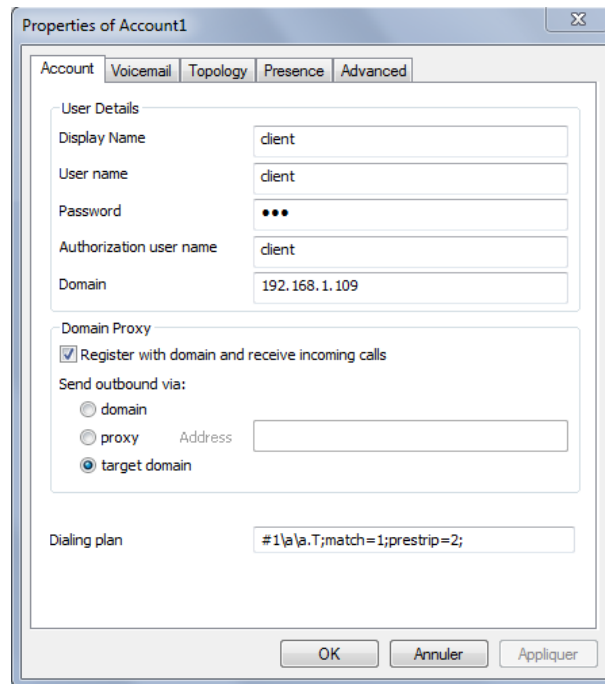 Properties of Account1
Account Voicemail Topology Presence Advanced
User Details
Display Name client
User name client
Password •••
Authorization user name client
Domain 192.168.1.109
Domain Proxy
Register with domain and receive incoming calls
Send outbound via:
domain
proxy Address
target domain
Dialing plan #1\a\a.T;match=1;prestrip=2;
OK Annuler Appliquer